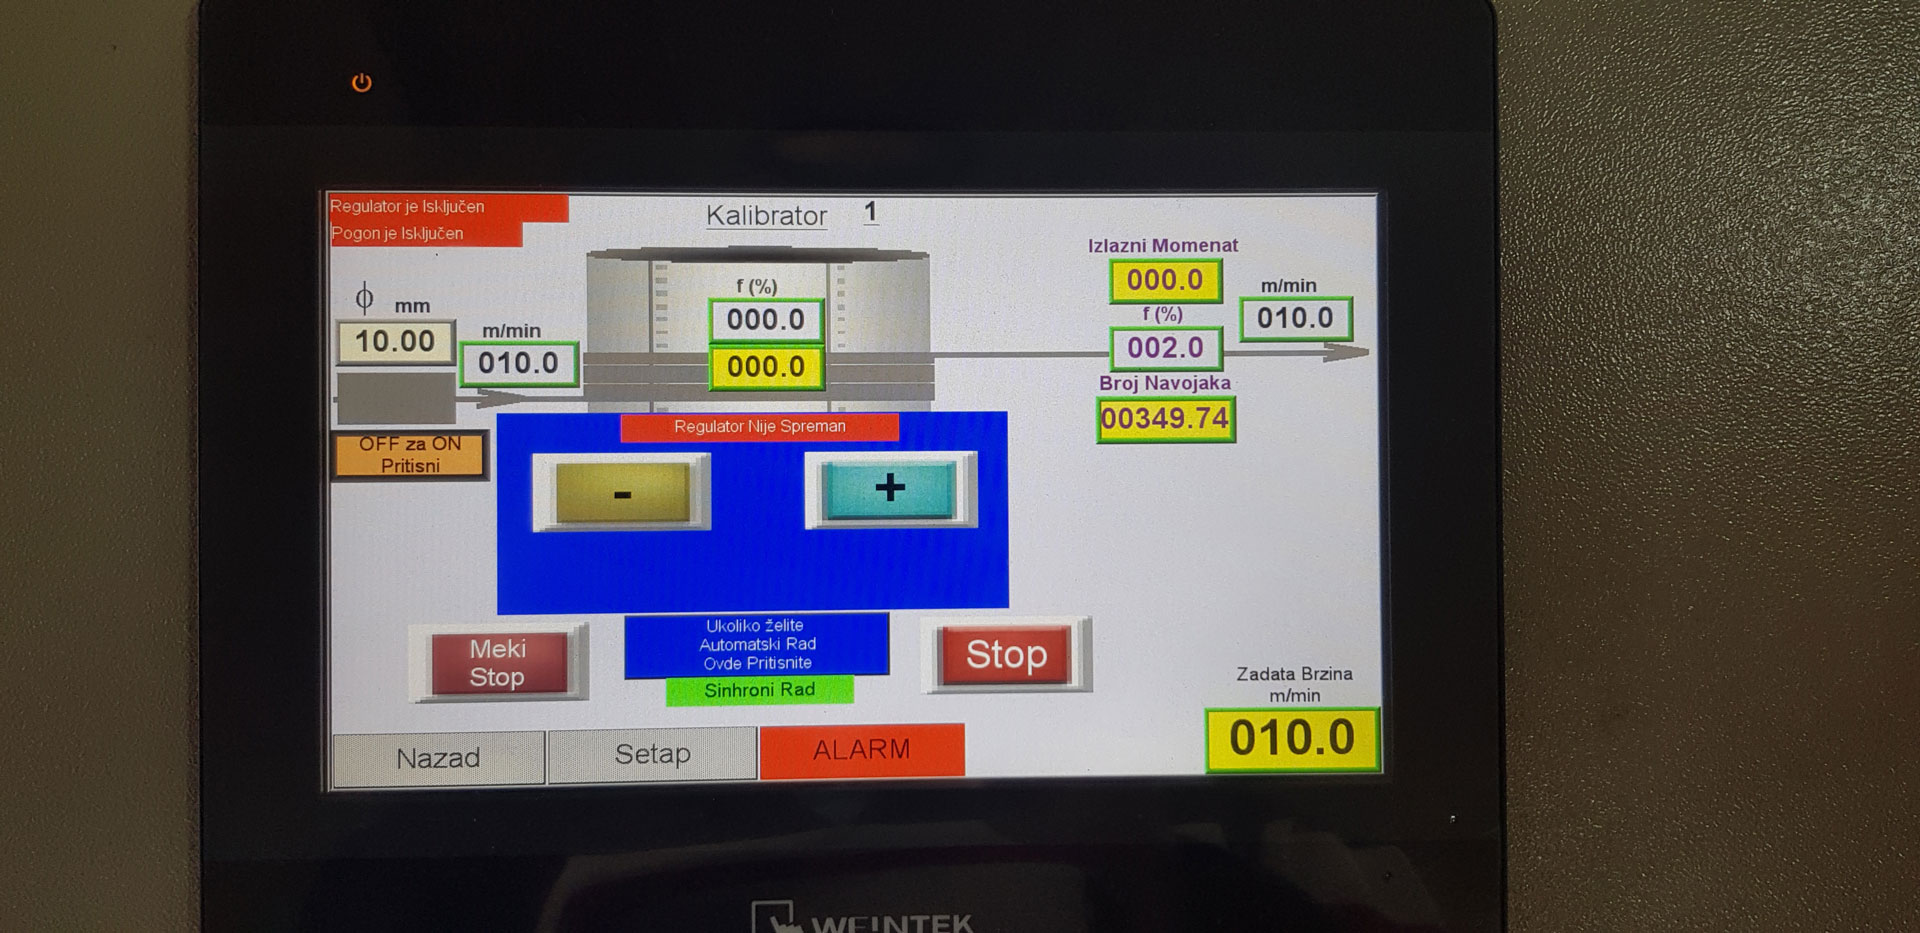 Regulator je Isključen
Pogon je Isključen
Kalibrator 1
Izlazni Momenat
000.0
f (%)
002.0
m/min
010.0
Broj Navojaka
00349.74
f (%)
000.0
000.0
ϕ mm
10.00
m/min
010.0
OFF za ON
Pritisni
Regulator Nije Spreman
-
+
Meki
Stop
Ukoliko želite
Automatski Rad
Ovde Pritisnite
Sinhroni Rad
Stop
Zadata Brzina
m/min
010.0
Nazad
Setap
ALARM
WEINTEK